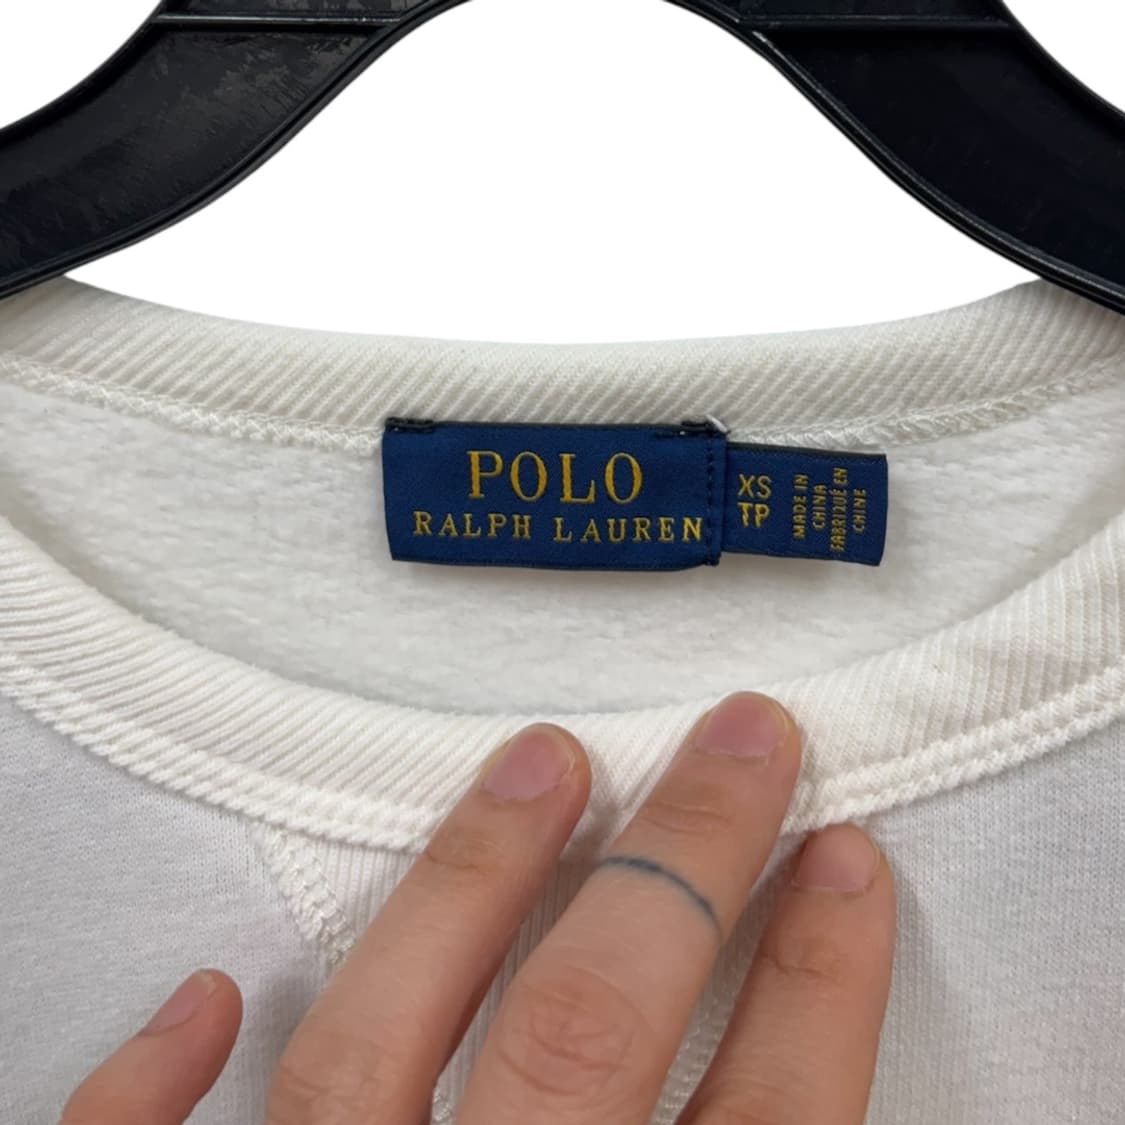 POLO
RALPH LAUREN
XS
TP
MADE IN
CHINA
FABRIQUÉ EN
CHINE